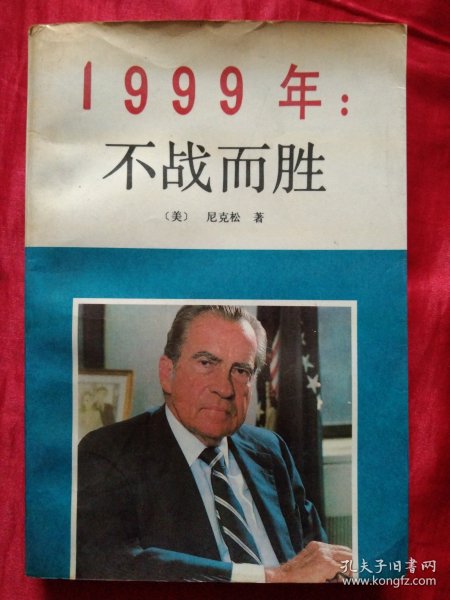 1999年：
不战而胜
〔美〕 尼克松 著
孔夫子旧书网
www.kongfz.com